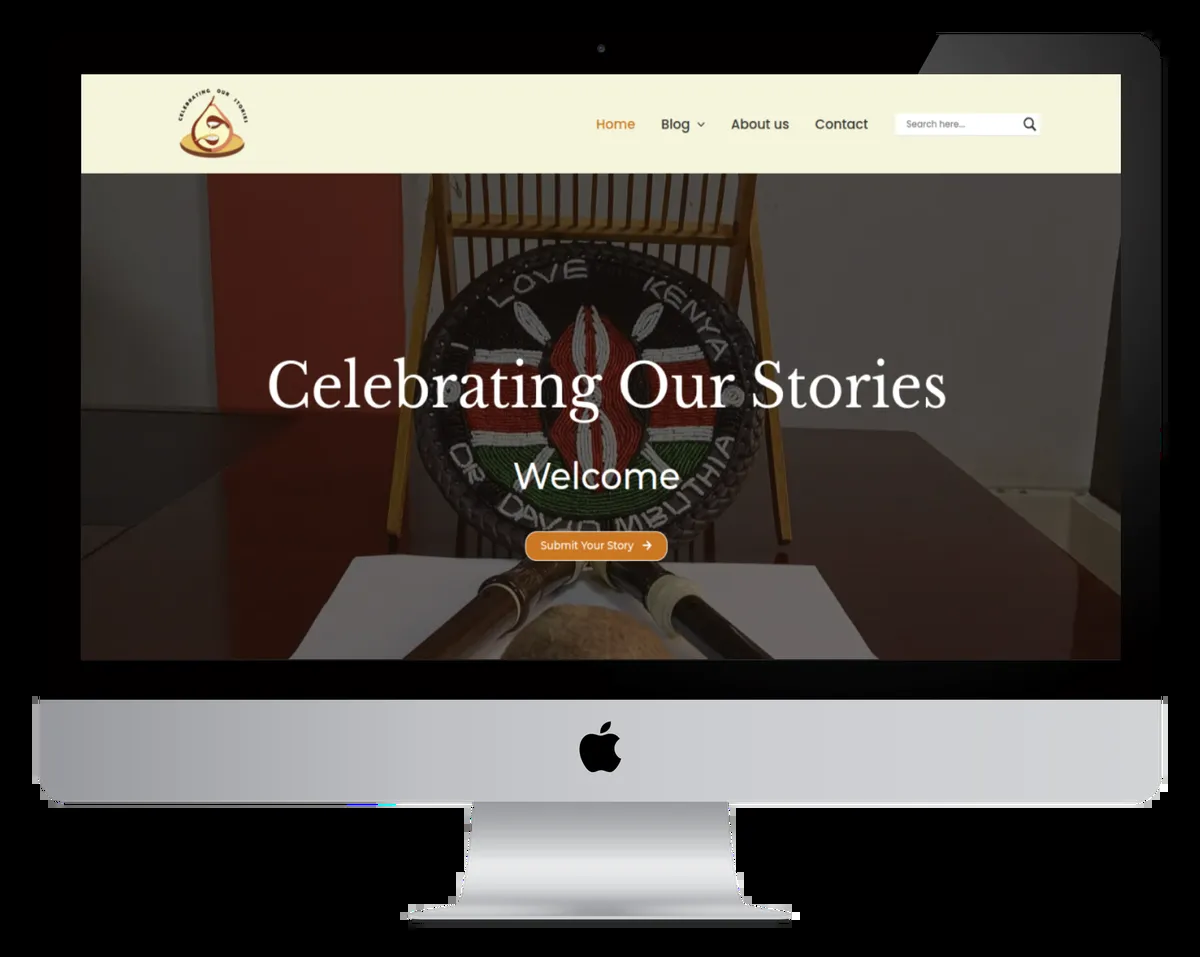 CELEBRATING OUR STORIES
Home
Blog
About us
Contact
Search here...
I LOVE KENYA
Celebrating Our Stories
Welcome
DR DAVID MBUTHIA
Submit Your Story